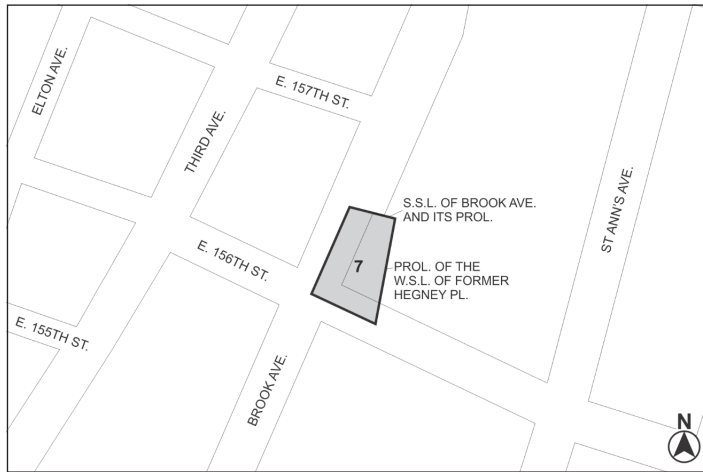 ELTON AVE.
THIRD AVE.
E. 157TH ST.
ST ANN'S AVE.
S.S.L. OF BROOK AVE.
AND ITS PROL.
E. 156TH ST.
7
PROL. OF THE
W.S.L. OF FORMER
HEGNEY PL.
E. 155TH ST.
BROOK AVE.
N